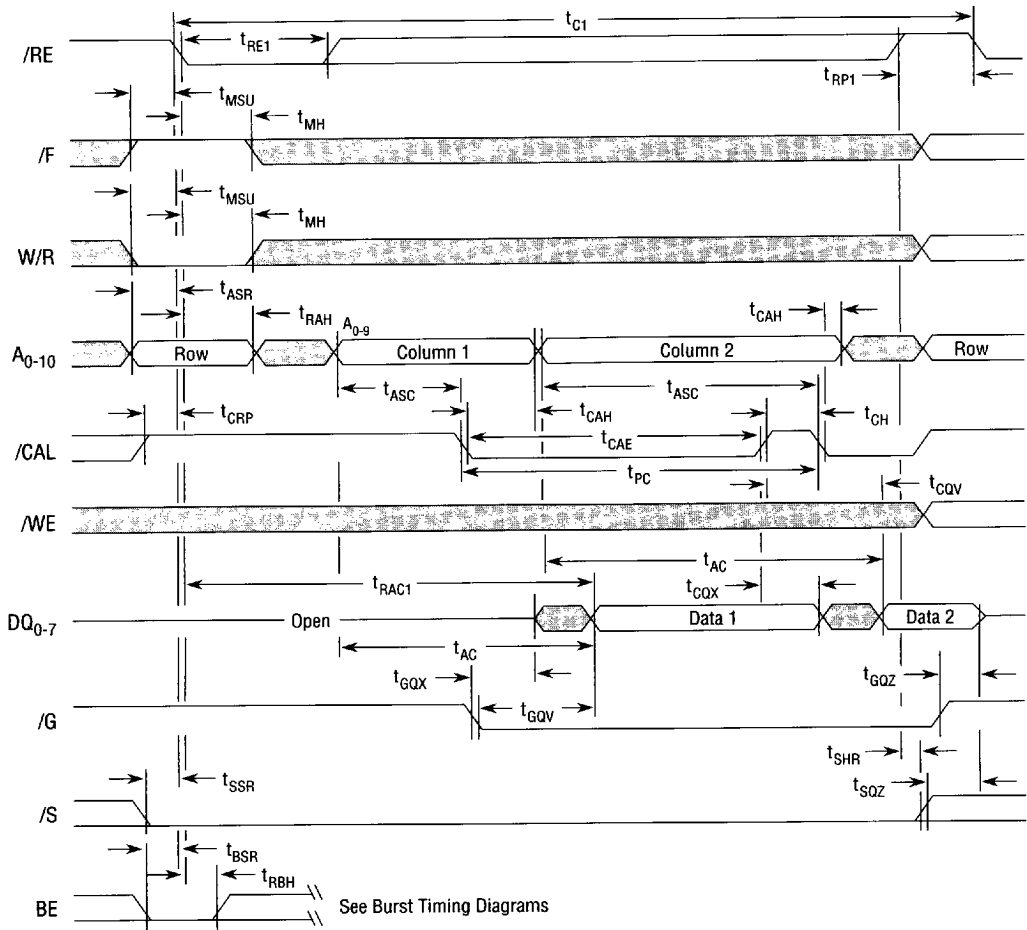 tC1
/RE
tRE1
tRP1
tMSU
tMH
/F
tMSU
tMH
W/R
tASR
tRAH
A0-9
tCAH
A0-10
Row
Column 1
Column 2
Row
tASC
tASC
tCRP
tCAH
tCH
/CAL
tCAE
tPC
tCQV
/WE
tAC
tRAC1
tCQX
DQ0-7
Open
Data 1
Data 2
tAC
tGQX
tGQZ
/G
tGQV
tSHR
tSSR
tSQZ
/S
tBSR
tRBH
BE
See Burst Timing Diagrams